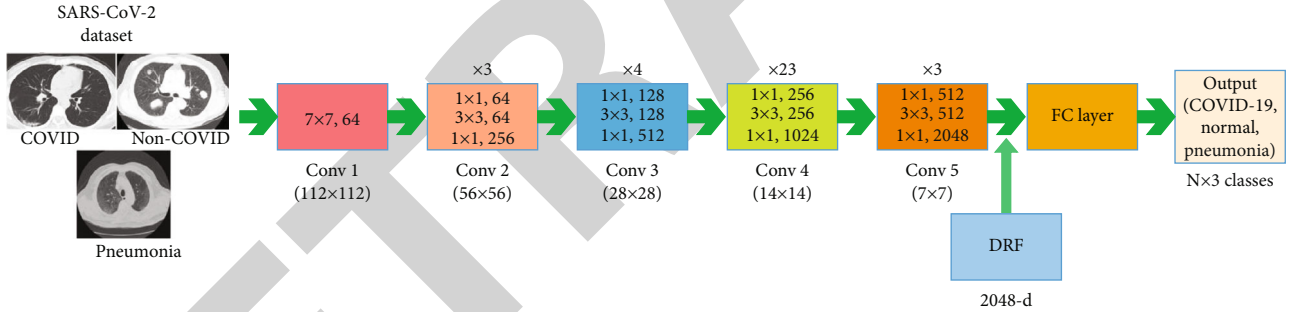 SARS-CoV-2
dataset
COVID
Non-COVID
Pneumonia
7×7, 64
Conv 1
(112×112)
×3
1×1, 64
3×3, 64
1×1, 256
Conv 2
(56×56)
×4
1×1, 128
3×3, 128
1×1, 512
Conv 3
(28×28)
×23
1×1, 256
3×3, 256
1×1, 1024
Conv 4
(14×14)
×3
1×1, 512
3×3, 512
1×1, 2048
Conv 5
(7×7)
DRF
2048-d
FC layer
Output
(COVID-19,
normal,
pneumonia)
N×3 classes